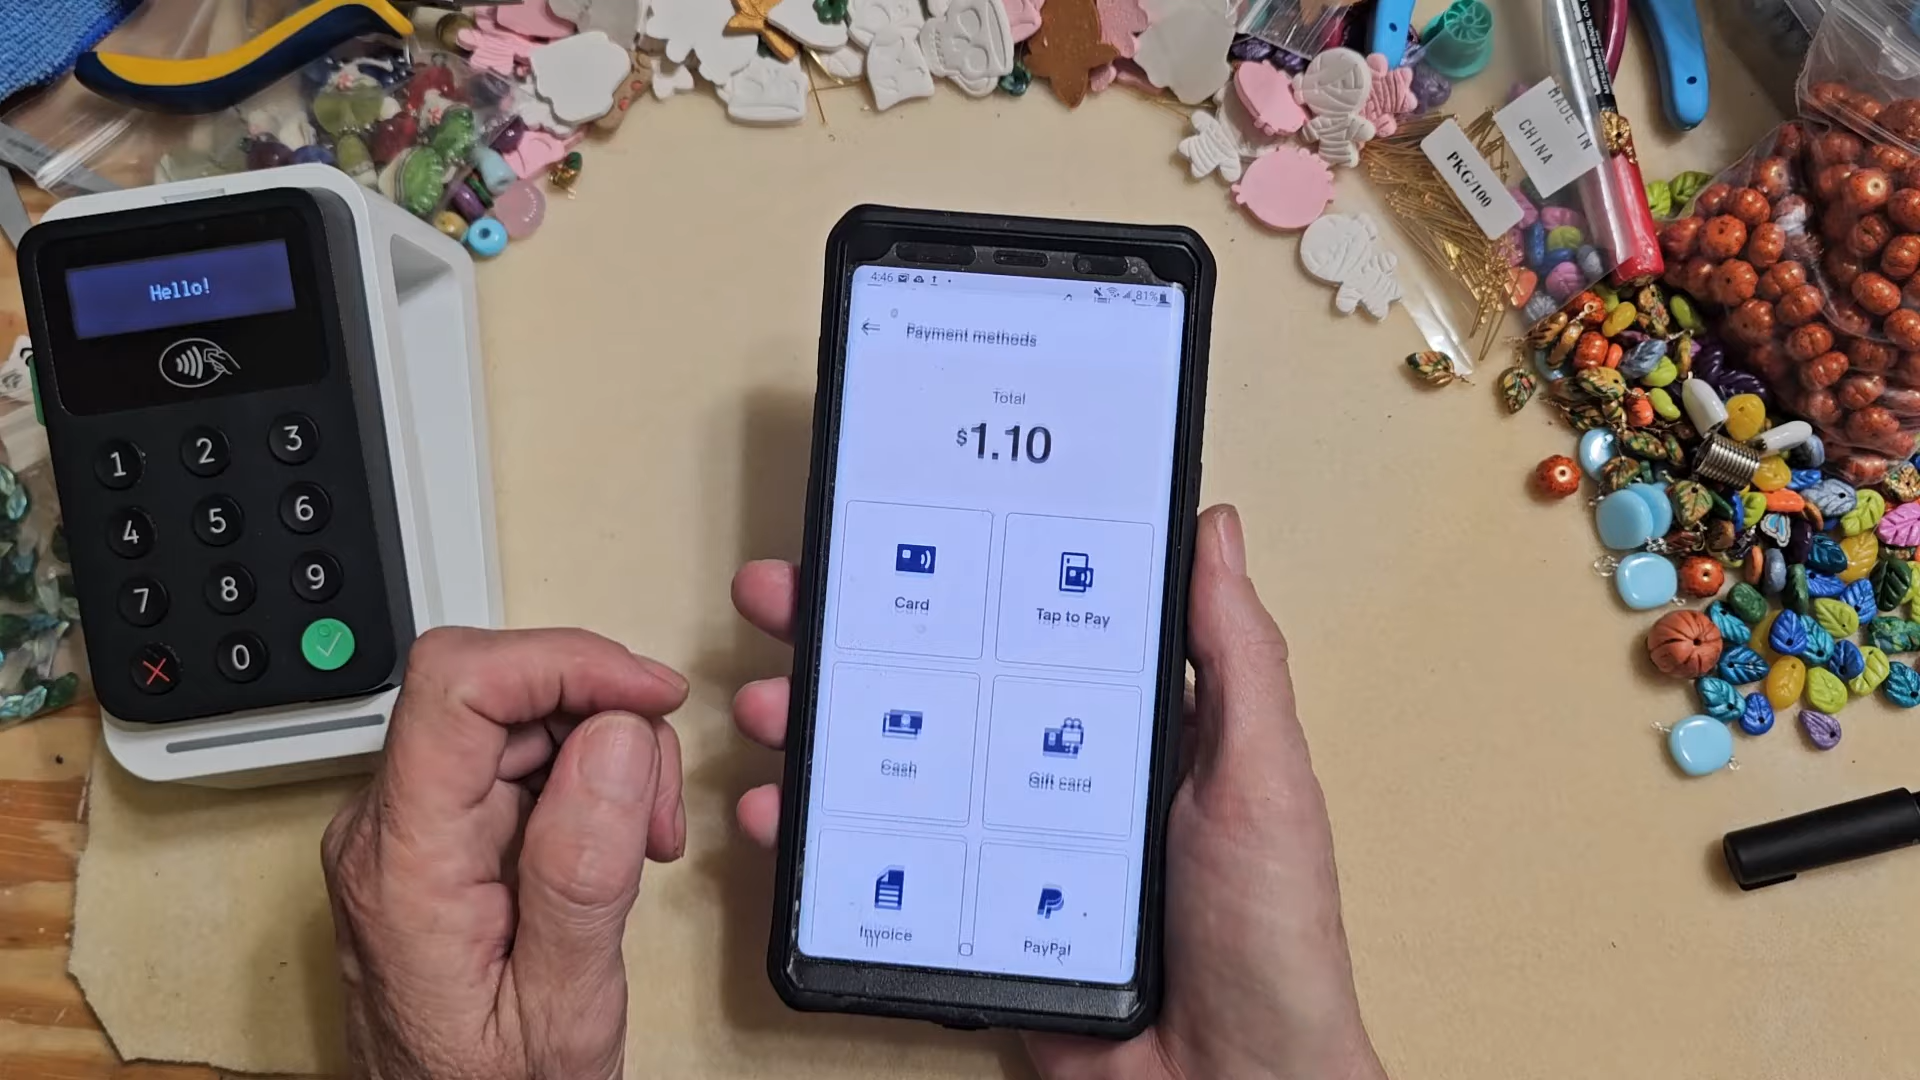 Hello!
1 2 3
4 5 6
7 8 9
0
4:46
81%
Payment methods
Total
$1.10
Card
Tap to Pay
Cash
Gift card
Invoice
PayPal
MADE IN
CHINA
PKG/100